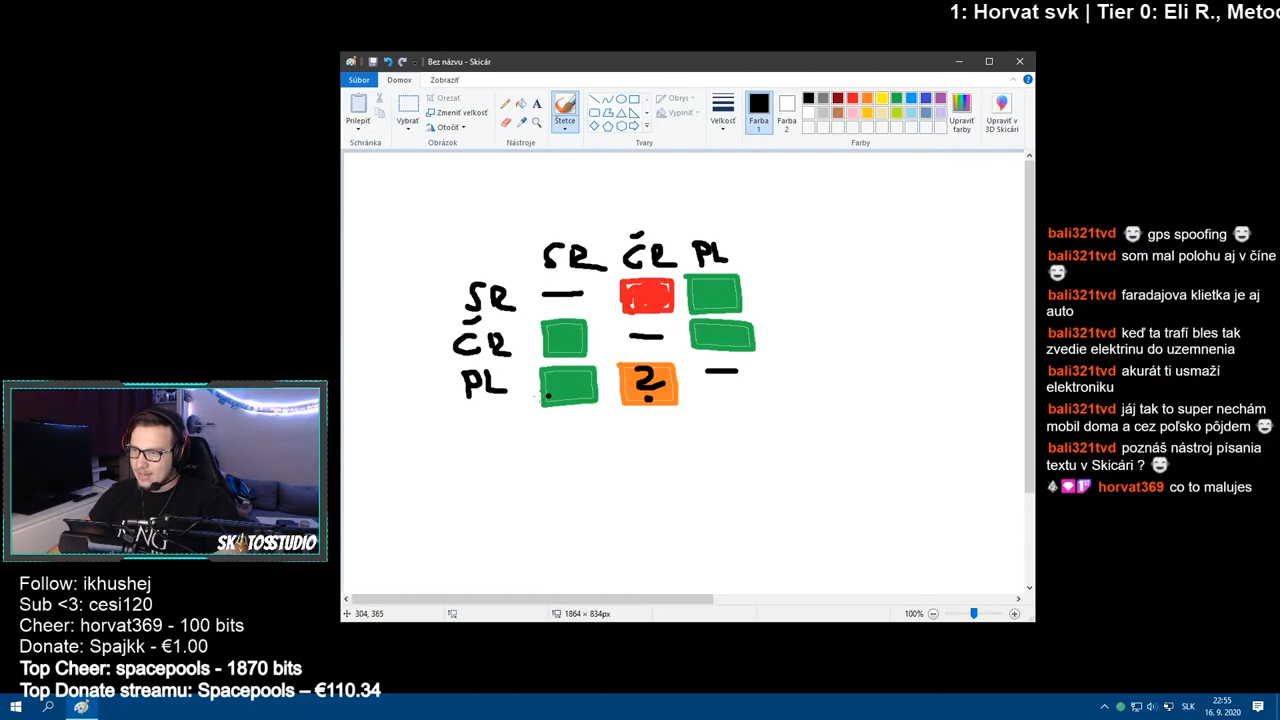 1: Horvat svk | Tier 0: Eli R., Metoc
Bez názvu - Skicár
Súbor
Domov
Zobraziť
Prilepiť
Schránka
Vybrať
Orezať
Zmeniť veľkosť
Otočiť
Obrázok
A
Nástroje
Štetce
Obrys
Vyplniť
Tvary
Veľkosť
Farba 1
Farba 2
Upraviť farby
Farby
Upraviť v 3D Skicári
SR ČR PL
SR —
ČR —
PL ? —
304, 365
1864 × 834px
100%
bali321tvd gps spoofing
bali321tvd som mal polohu aj v číne
bali321tvd faradajova klietka je aj
auto
bali321tvd keď ta trafí bles tak
zvedie elektrinu do uzemnenia
bali321tvd akurát ti usmaží
elektroniku
bali321tvd jáj tak to super nechám
mobil doma a cez poľsko pôjdem
bali321tvd poznáš nástroj písania
textu v Skicári ?
horvat369 co to malujes
SK TOSSTUDIO
Follow: ikhushej
Sub <3: cesi120
Cheer: horvat369 - 100 bits
Donate: Spajkk - €1.00
Top Cheer: spacepools - 1870 bits
Top Donate streamu: Spacepools – €110.34
SLK
22:55
16. 9. 2020